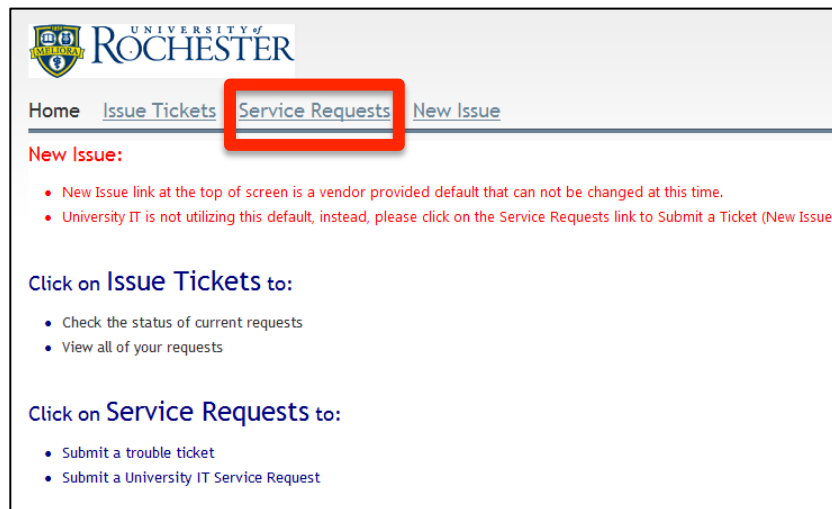 UNIVERSITY of
ROCHESTER
MELIORA
Home Issue Tickets Service Requests New Issue
New Issue:
• New Issue link at the top of screen is a vendor provided default that can not be changed at this time.
• University IT is not utilizing this default, instead, please click on the Service Requests link to Submit a Ticket (New Issue
Click on Issue Tickets to:
• Check the status of current requests
• View all of your requests
Click on Service Requests to:
• Submit a trouble ticket
• Submit a University IT Service Request